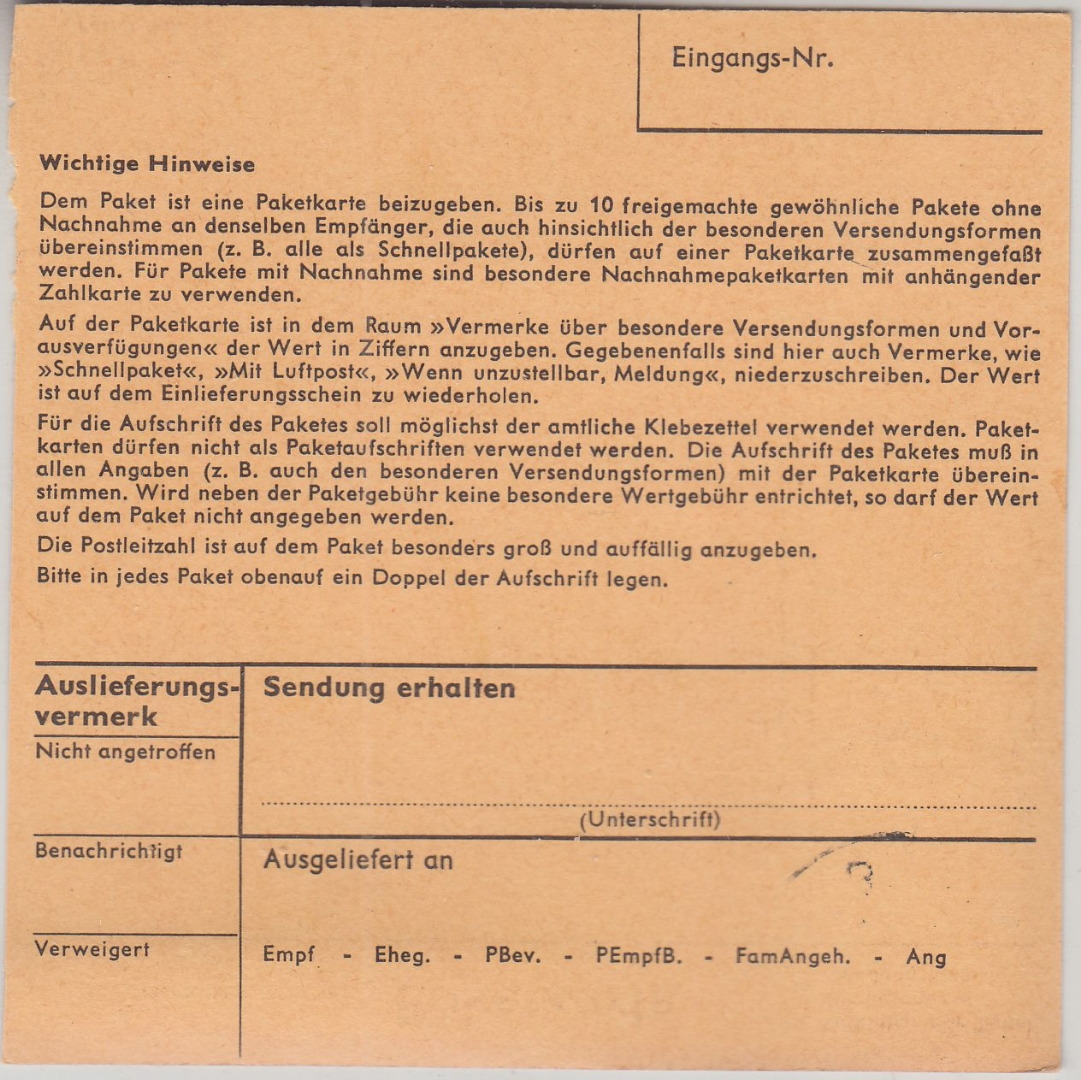 Eingangs-Nr.
Wichtige Hinweise
Dem Paket ist eine Paketkarte beizugeben. Bis zu 10 freigemachte gewöhnliche Pakete ohne
Nachnahme an denselben Empfänger, die auch hinsichtlich der besonderen Versendungsformen
übereinstimmen (z. B. alle als Schnellpakete), dürfen auf einer Paketkarte zusammengefaßt
werden. Für Pakete mit Nachnahme sind besondere Nachnahmepaketkarten mit anhängender
Zahlkarte zu verwenden.
Auf der Paketkarte ist in dem Raum »Vermerke über besondere Versendungsformen und Vor-
ausverfügungen« der Wert in Ziffern anzugeben. Gegebenenfalls sind hier auch Vermerke, wie
»Schnellpaket«, »Mit Luftpost«, »Wenn unzustellbar, Meldung«, niederzuschreiben. Der Wert
ist auf dem Einlieferungsschein zu wiederholen.
Für die Aufschrift des Paketes soll möglichst der amtliche Klebezettel verwendet werden. Paket-
karten dürfen nicht als Paketaufschriften verwendet werden. Die Aufschrift des Paketes muß in
allen Angaben (z. B. auch den besonderen Versendungsformen) mit der Paketkarte überein-
stimmen. Wird neben der Paketgebühr keine besondere Wertgebühr entrichtet, so darf der Wert
auf dem Paket nicht angegeben werden.
Die Postleitzahl ist auf dem Paket besonders groß und auffällig anzugeben.
Bitte in jedes Paket obenauf ein Doppel der Aufschrift legen.
Auslieferungs-
vermerk
Sendung erhalten
Nicht angetroffen
(Unterschrift)
Benachrichtigt
Ausgeliefert an
Verweigert
Empf - Eheg. - PBev. - PEmpfB. - FamAngeh. - Ang